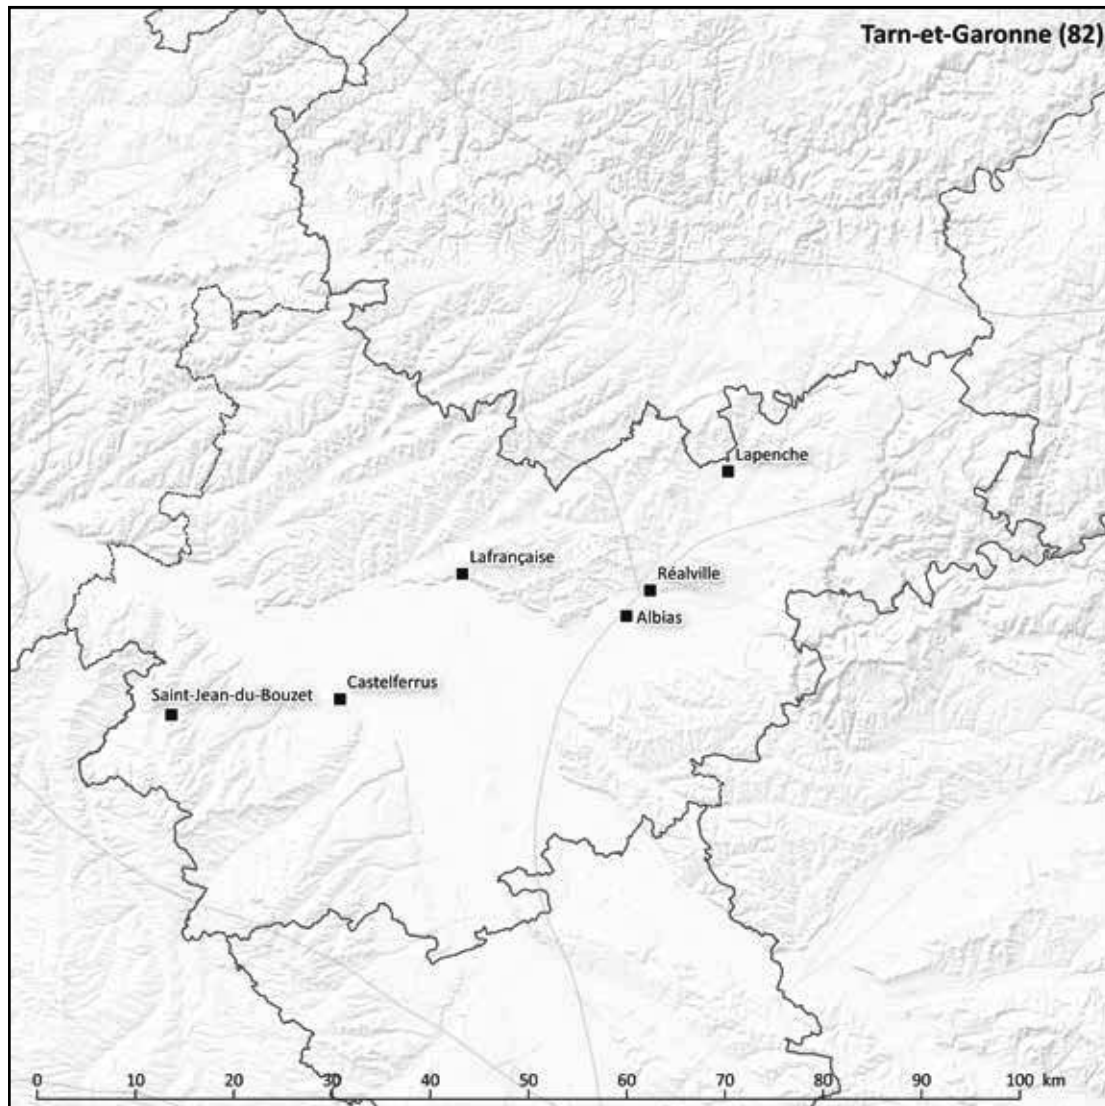 Tarn-et-Garonne (82)
Lapenche
Lafrançaise
Réalville
Albias
Castelferrus
Saint-Jean-du-Bouzet
0 10 20 30 40 50 60 70 80 90 100 km